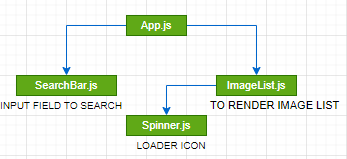 App.js
SearchBar.js
ImageList.js
INPUT FIELD TO SEARCH
TO RENDER IMAGE LIST
Spinner.js
LOADER ICON